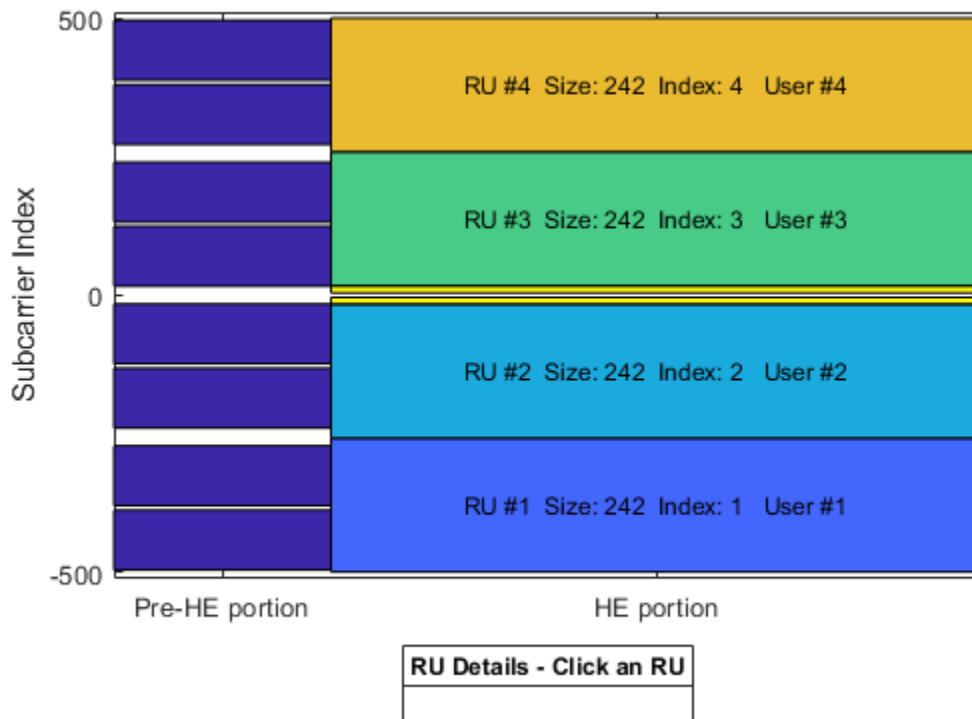 500
RU #4 Size: 242 Index: 4 User #4
RU #3 Size: 242 Index: 3 User #3
Subcarrier Index
0
RU #2 Size: 242 Index: 2 User #2
RU #1 Size: 242 Index: 1 User #1
-500
Pre-HE portion
HE portion
RU Details - Click an RU